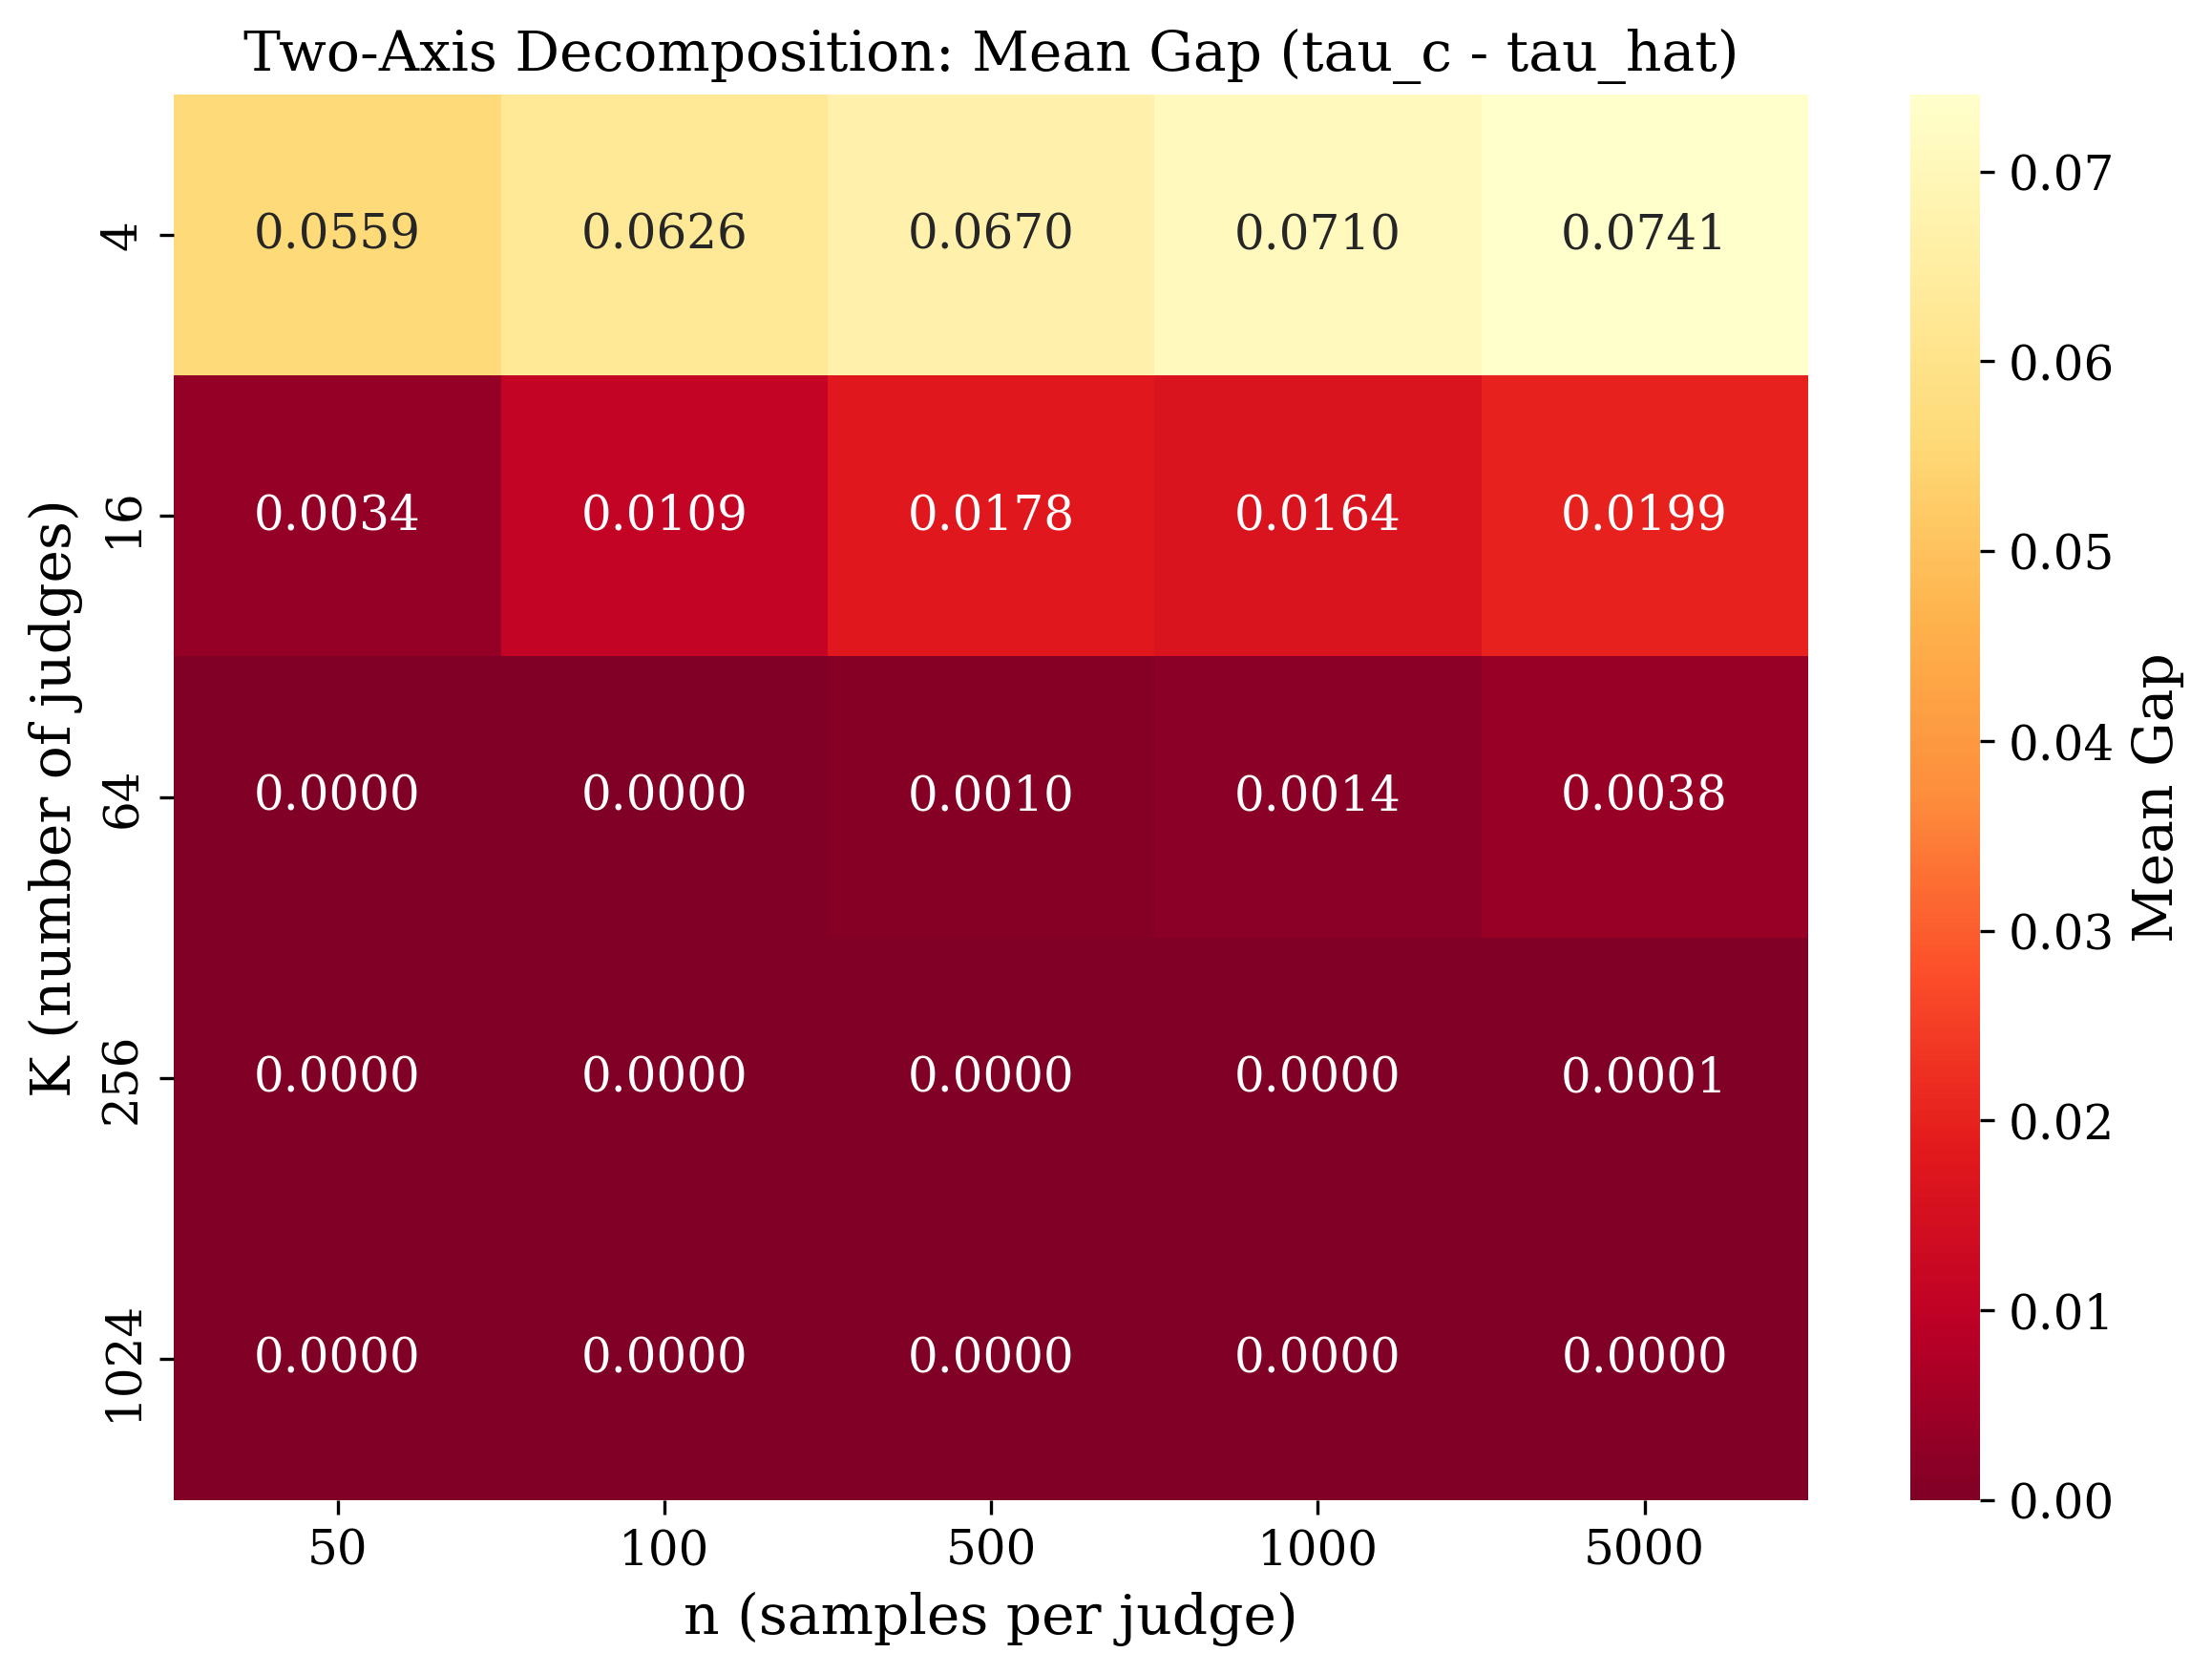 Two-Axis Decomposition: Mean Gap (tau_c - tau_hat)
K (number of judges)
4
0.0559 0.0626 0.0670 0.0710 0.0741
16
0.0034 0.0109 0.0178 0.0164 0.0199
64
0.0000 0.0000 0.0010 0.0014 0.0038
256
0.0000 0.0000 0.0000 0.0000 0.0001
1024
0.0000 0.0000 0.0000 0.0000 0.0000
50 100 500 1000 5000
n (samples per judge)
0.07
0.06
0.05
0.04
0.03
0.02
0.01
0.00
Mean Gap